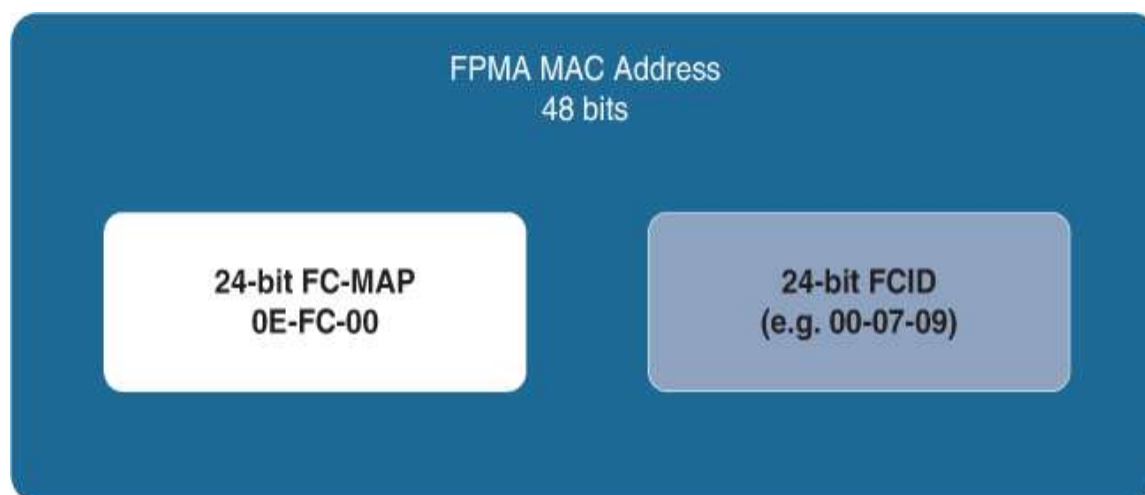 FPMA MAC Address
48 bits
24-bit FC-MAP
0E-FC-00
24-bit FCID
(e.g. 00-07-09)